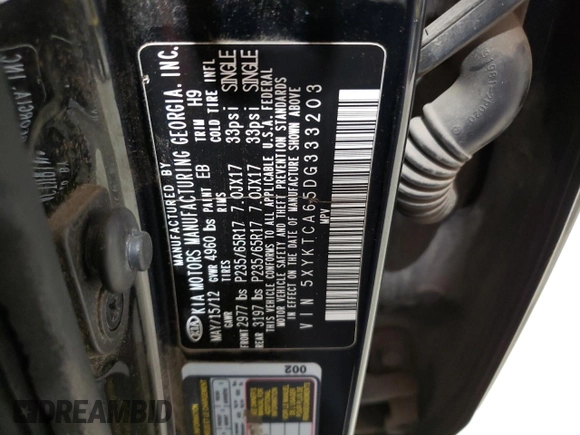 MANUFACTURED BY
KIA MOTORS MANUFACTURING GEORGIA, INC.
MAY/15/12 GVWR 4960 lbs PAINT EB TRIM H9
GAWR TIRES RIMS COLD TIRE INFL
FRONT 2977 lbs P235/65R17 7.0JX17 33psi SINGLE
REAR 3197 lbs P235/65R17 7.0JX17 33psi SINGLE
THIS VEHICLE CONFORMS TO ALL APPLICABLE U.S.A. FEDERAL
MOTOR VEHICLE SAFETY AND THEFT PREVENTION STANDARDS
IN EFFECT ON THE DATE OF MANUFACTURE SHOWN ABOVE
VIN 5XYKTCA65DG333203
MPV
002
DREAMBID